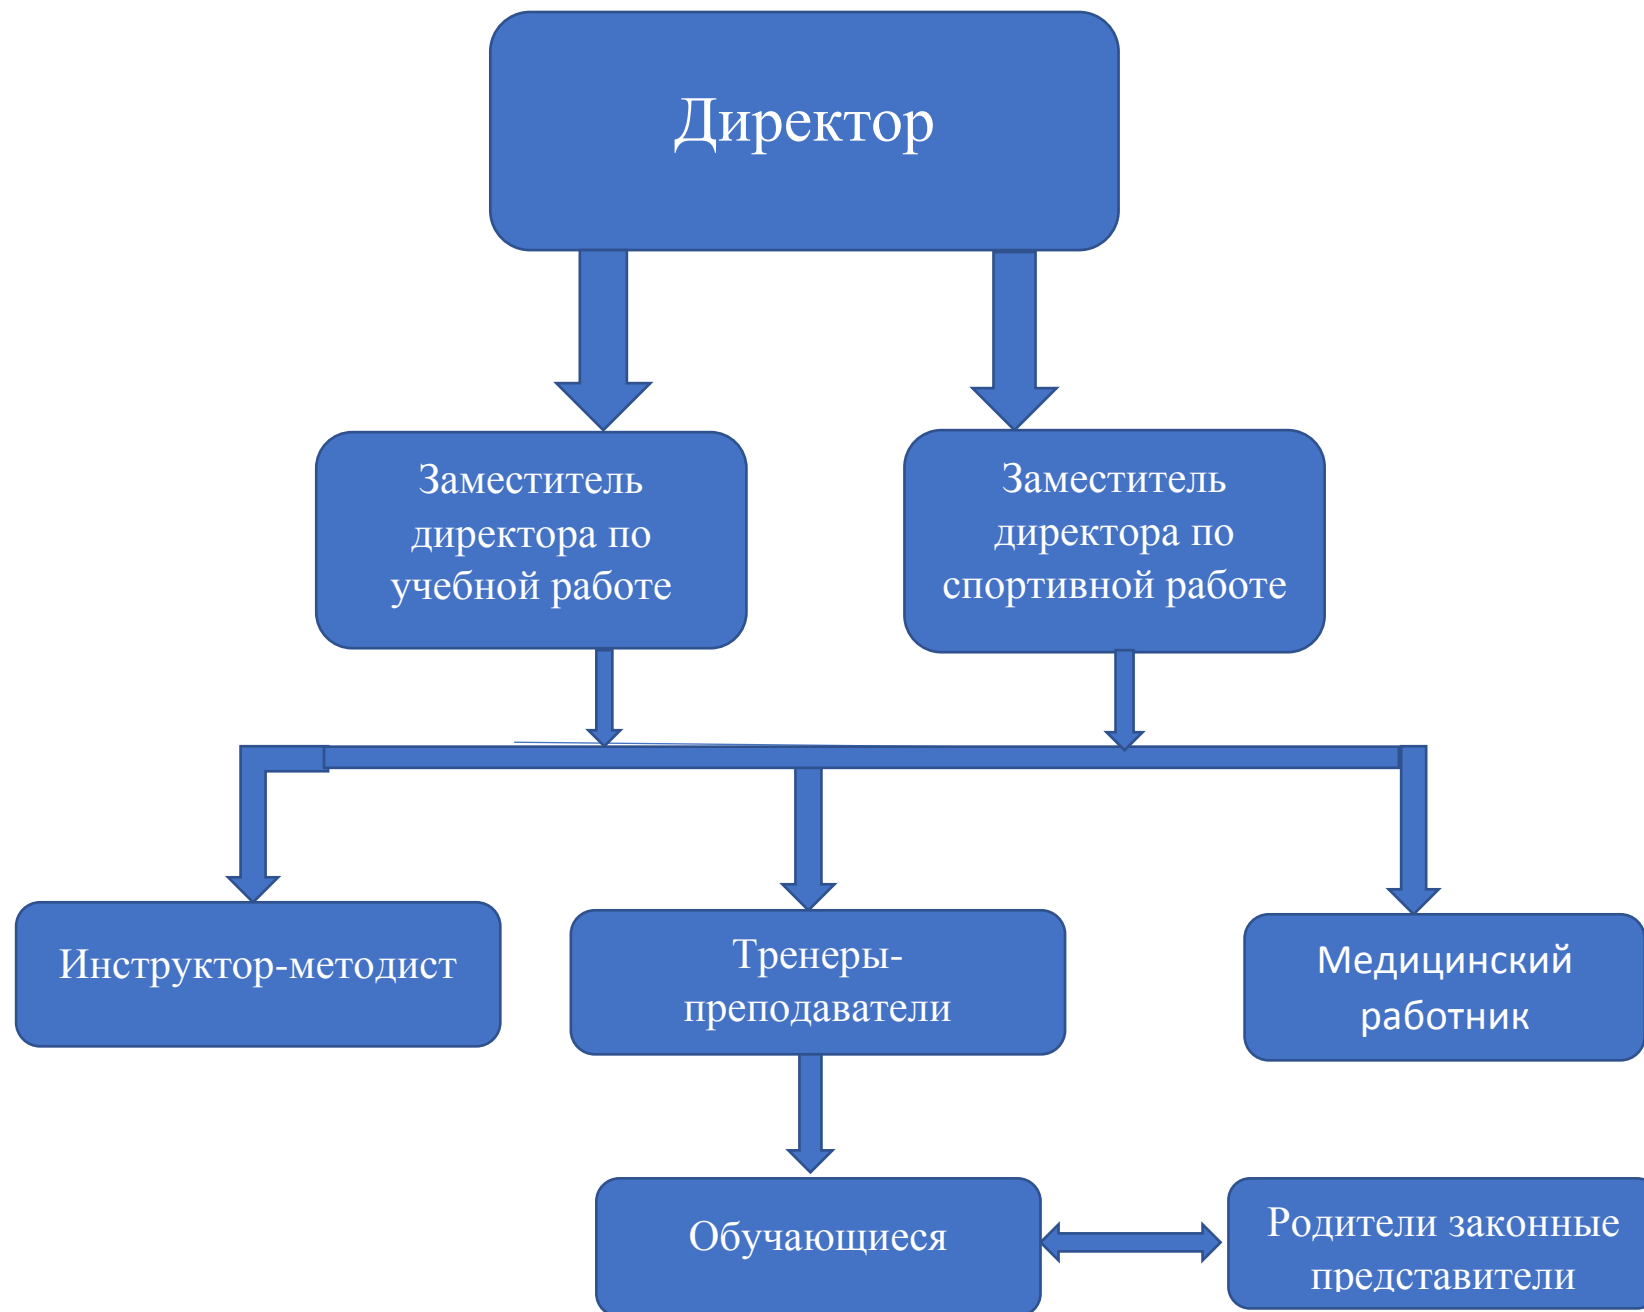 Директор
Заместитель
директора по
учебной работе
Заместитель
директора по
спортивной работе
Инструктор-методист
Тренеры-
преподаватели
Медицинский
работник
Обучающиеся
Родители законные
представители